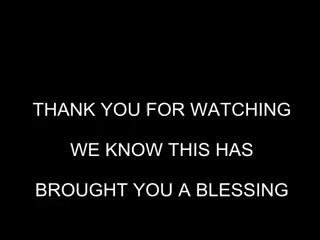 THANK YOU FOR WATCHING
WE KNOW THIS HAS
BROUGHT YOU A BLESSING